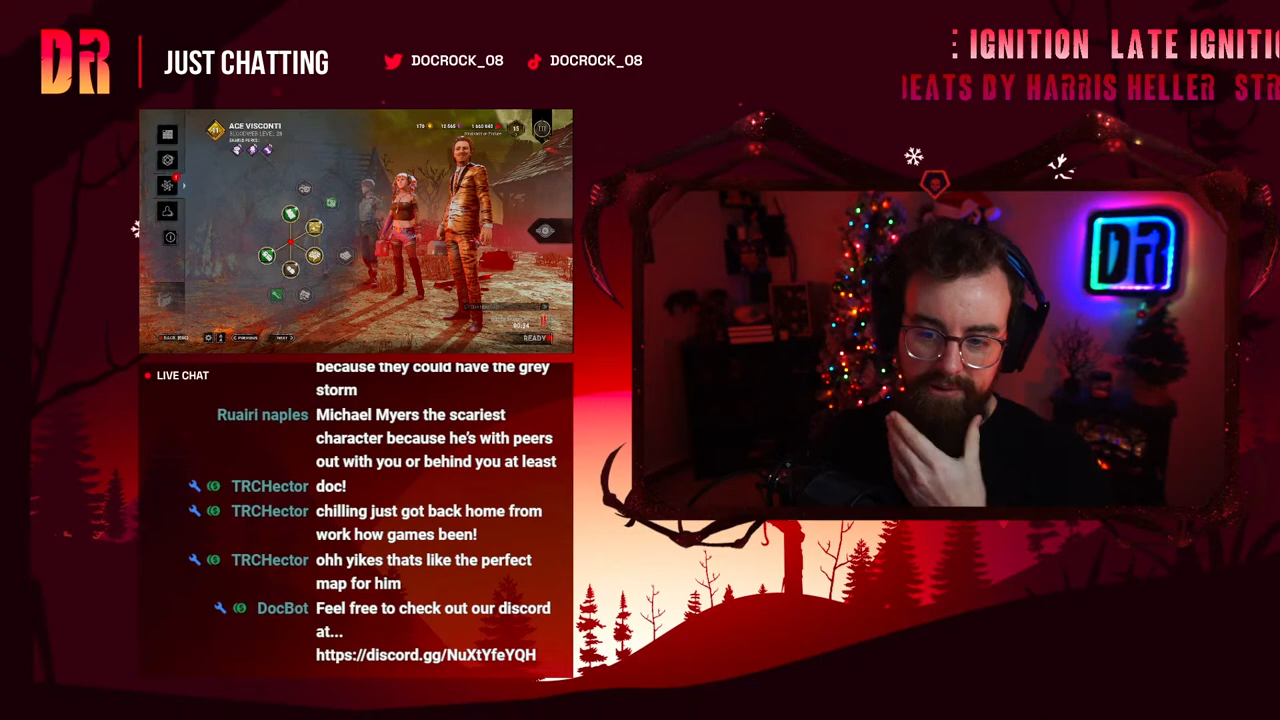 DR
JUST CHATTING
DOCROCK_08
DOCROCK_08
: IGNITION LATE IGNITI
BEATS BY HARRIS HELLER STR
ACE VISCONTI
BLOODWEB LEVEL 28
READY
LIVE CHAT
because they could have the grey
storm
Ruairi naples Michael Myers the scariest
character because he's with peers
out with you or behind you at least
TRCHector doc!
TRCHector chilling just got back home from
work how games been!
TRCHector ohh yikes thats like the perfect
map for him
DocBot Feel free to check out our discord
at...
https://discord.gg/NuXtYfeYQH
DR